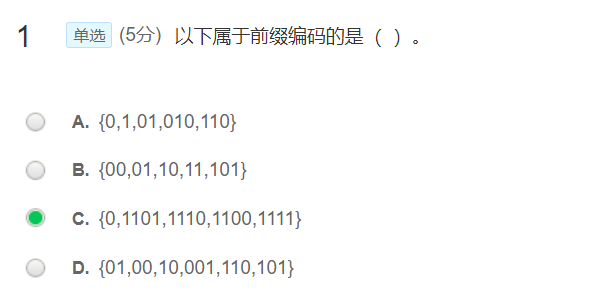 1 单选 (5分) 以下属于前缀编码的是（ ）。
A. {0,1,01,010,110}
B. {00,01,10,11,101}
C. {0,1101,1110,1100,1111}
D. {01,00,10,001,110,101}